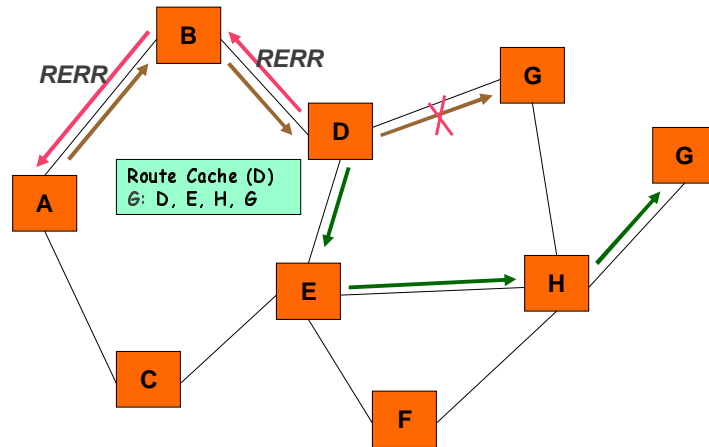 B
RERR
RERR
G
D
G
Route Cache (D)
G: D, E, H, G
A
E
H
C
F